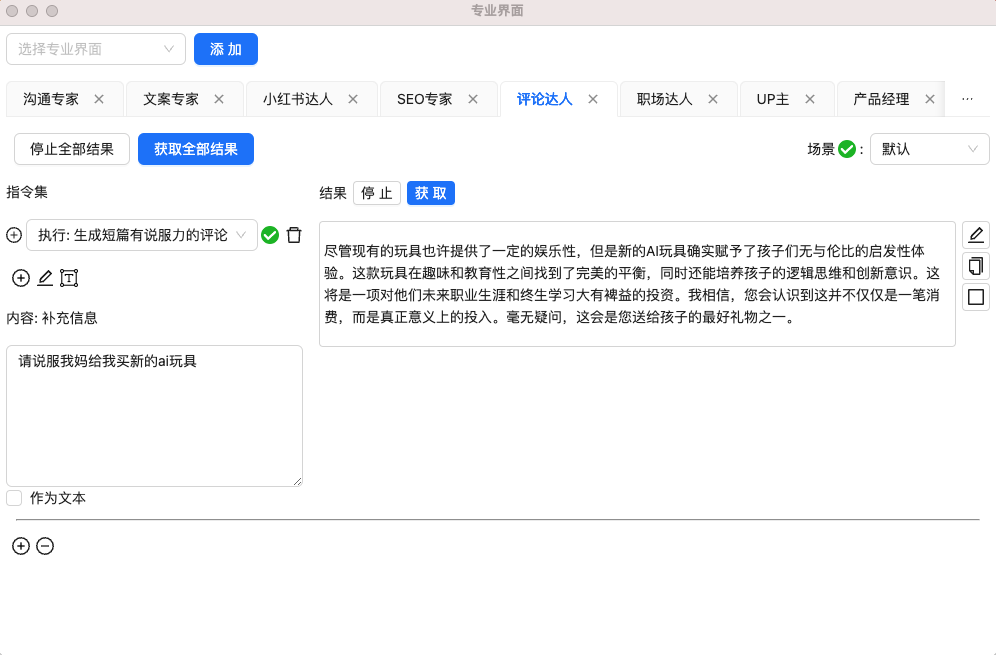 专业界面
选择专业界面 添 加
沟通专家 文案专家 小红书达人 SEO专家 评论达人 职场达人 UP主 产品经理 ...
停止全部结果 获取全部结果 场景 : 默认
指令集
结果 停 止 获 取
执行: 生成短篇有说服力的评论
内容: 补充信息
请说服我妈给我买新的ai玩具
作为文本
尽管现有的玩具也许提供了一定的娱乐性，但是新的AI玩具确实赋予了孩子们无与伦比的启发性体
验。这款玩具在趣味和教育性之间找到了完美的平衡，同时还能培养孩子的逻辑思维和创新意识。这
将是一项对他们未来职业生涯和终生学习大有裨益的投资。我相信，您会认识到这并不仅仅是一笔消
费，而是真正意义上的投入。毫无疑问，这会是您送给孩子的最好礼物之一。